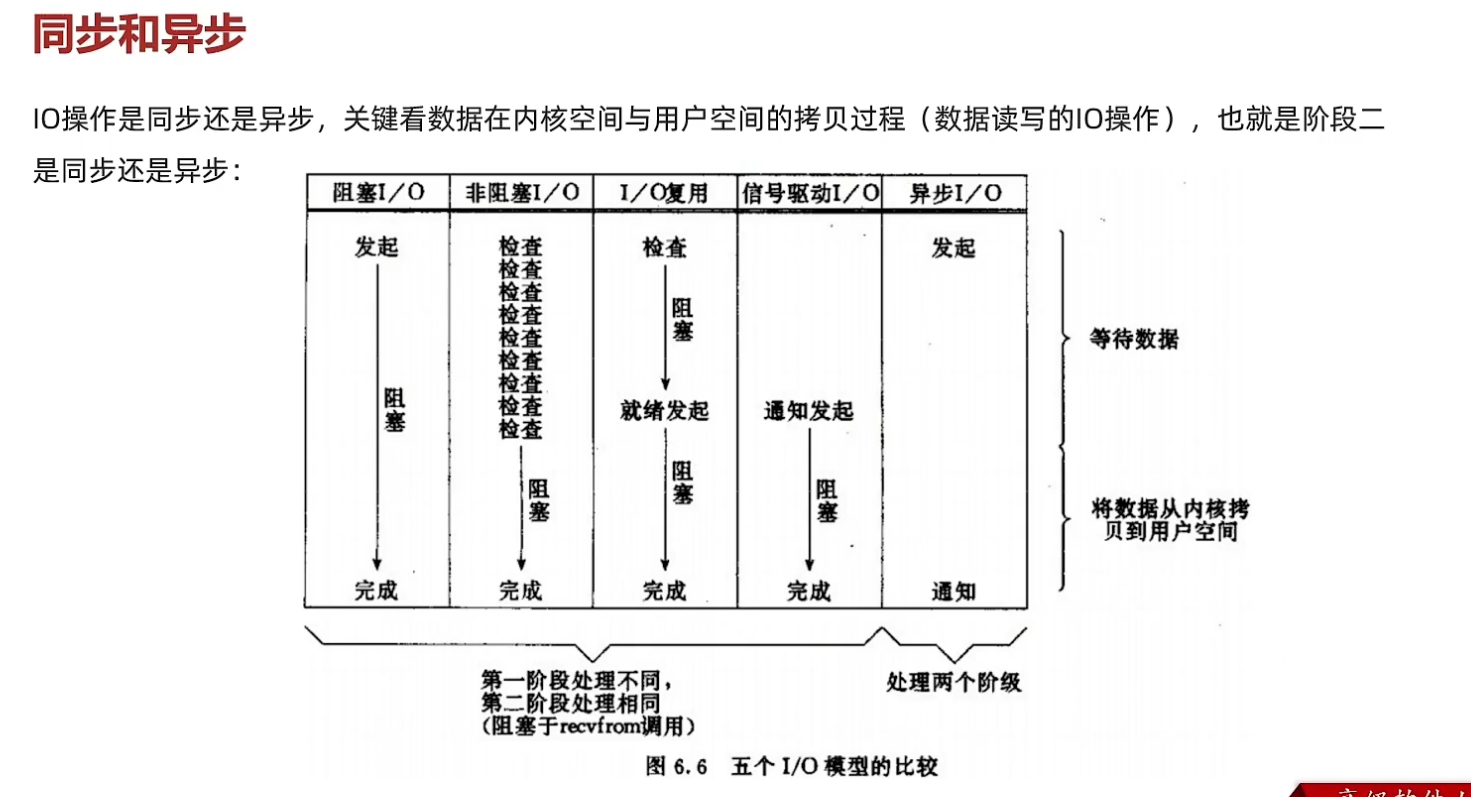 同步和异步
IO操作是同步还是异步，关键看数据在内核空间与用户空间的拷贝过程（数据读写的IO操作），也就是阶段二
是同步还是异步：
阻塞I/O 非阻塞I/O I/O复用 信号驱动I/O 异步I/O
发起 检查 检查 发起
检查
检查
检查
检查
检查
检查
检查
检查
阻塞
阻塞
就绪发起 通知发起
阻塞
阻塞
阻塞
完成 完成 完成 完成 通知
等待数据
将数据从内核拷
贝到用户空间
第一阶段处理不同，
第二阶段处理相同
（阻塞于recvfrom调用）
处理两个阶级
图 6.6 五个 I/O 模型的比较